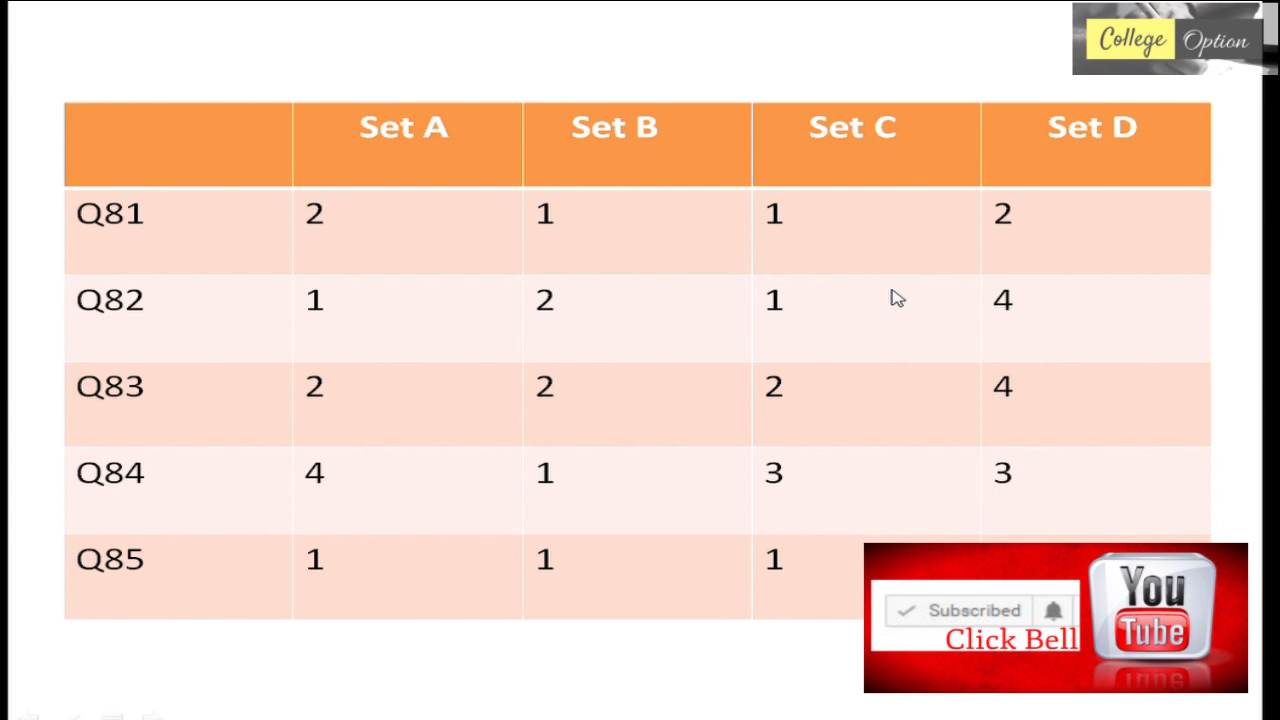 College Option
Set A Set B Set C Set D
Q81 2 1 1 2
Q82 1 2 1 4
Q83 2 2 2 4
Q84 4 1 3 3
Q85 1 1 1
You
Tube
Subscribed
Click Bell